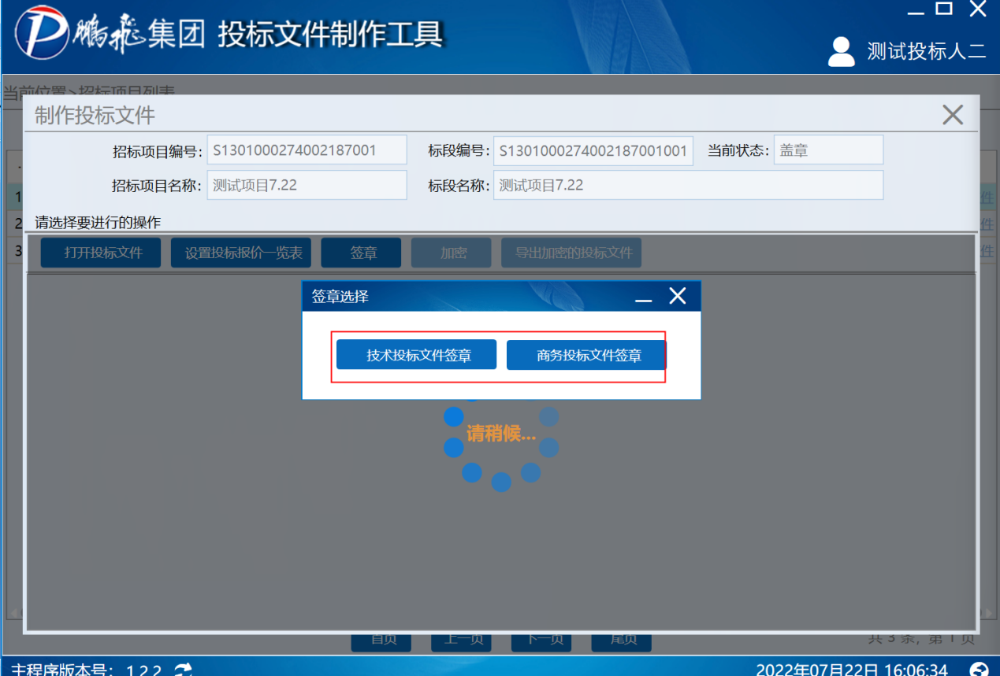 鹏飞集团 投标文件制作工具
测试投标人二
当前位置>招标项目列表
制作投标文件
招标项目编号: S1301000274002187001 标段编号: S1301000274002187001001 当前状态: 盖章
招标项目名称: 测试项目7.22 标段名称: 测试项目7.22
1
件
请选择要进行的操作
2
件
3
件
打开投标文件 设置投标报价一览表 签章 加密 导出加密的投标文件
签章选择
技术投标文件签章 商务投标文件签章
请稍候...
首页 上一页 下一页 尾页 共 3 条, 第 1 页
主程序版本号: 1.2.2 2022年07月22日 16:06:34